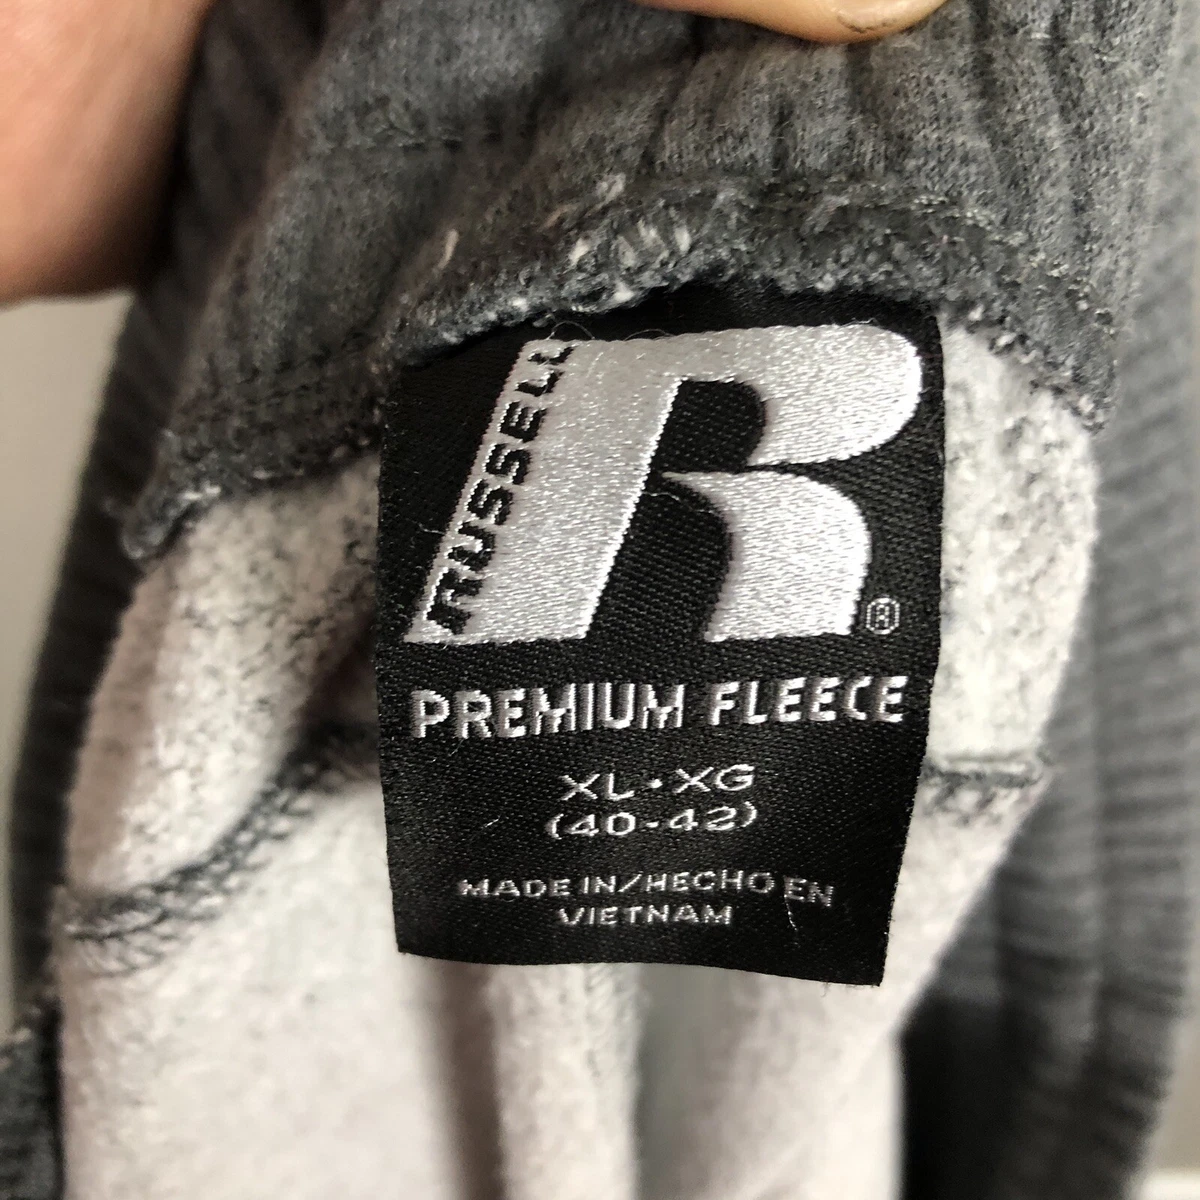 RUSSELL
R
®
PREMIUM FLEECE
XL • XG
(40-42)
MADE IN/HECHO EN
VIETNAM